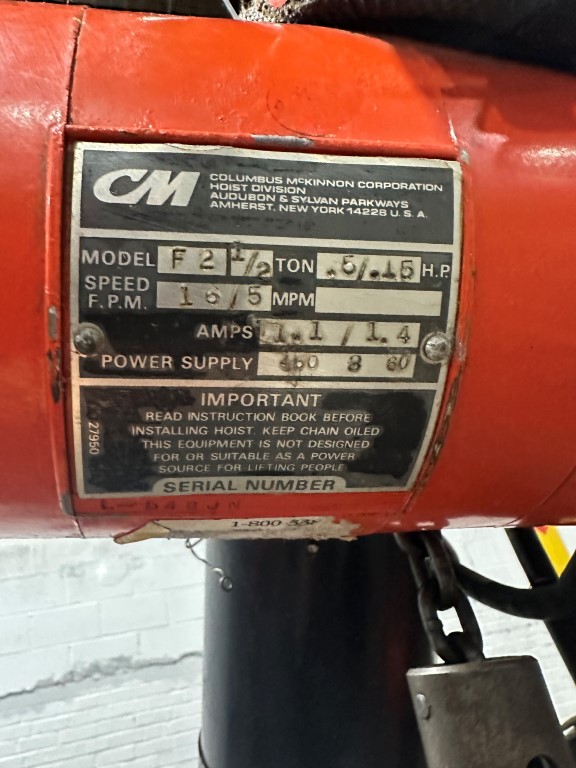 CM
COLUMBUS McKINNON CORPORATION
HOIST DIVISION
AUDUBON & SYLVAN PARKWAYS
AMHERST, NEW YORK 14228 U.S.A.
MODEL F2 1/2 TON .5/.15 H.P.
SPEED F.P.M. 16/5 MPM
AMPS 1.1/1.4
POWER SUPPLY 3 60
IMPORTANT
READ INSTRUCTION BOOK BEFORE
INSTALLING HOIST. KEEP CHAIN OILED
THIS EQUIPMENT IS NOT DESIGNED
FOR OR SUITABLE AS A POWER
SOURCE FOR LIFTING PEOPLE
SERIAL NUMBER
27950
1-800-